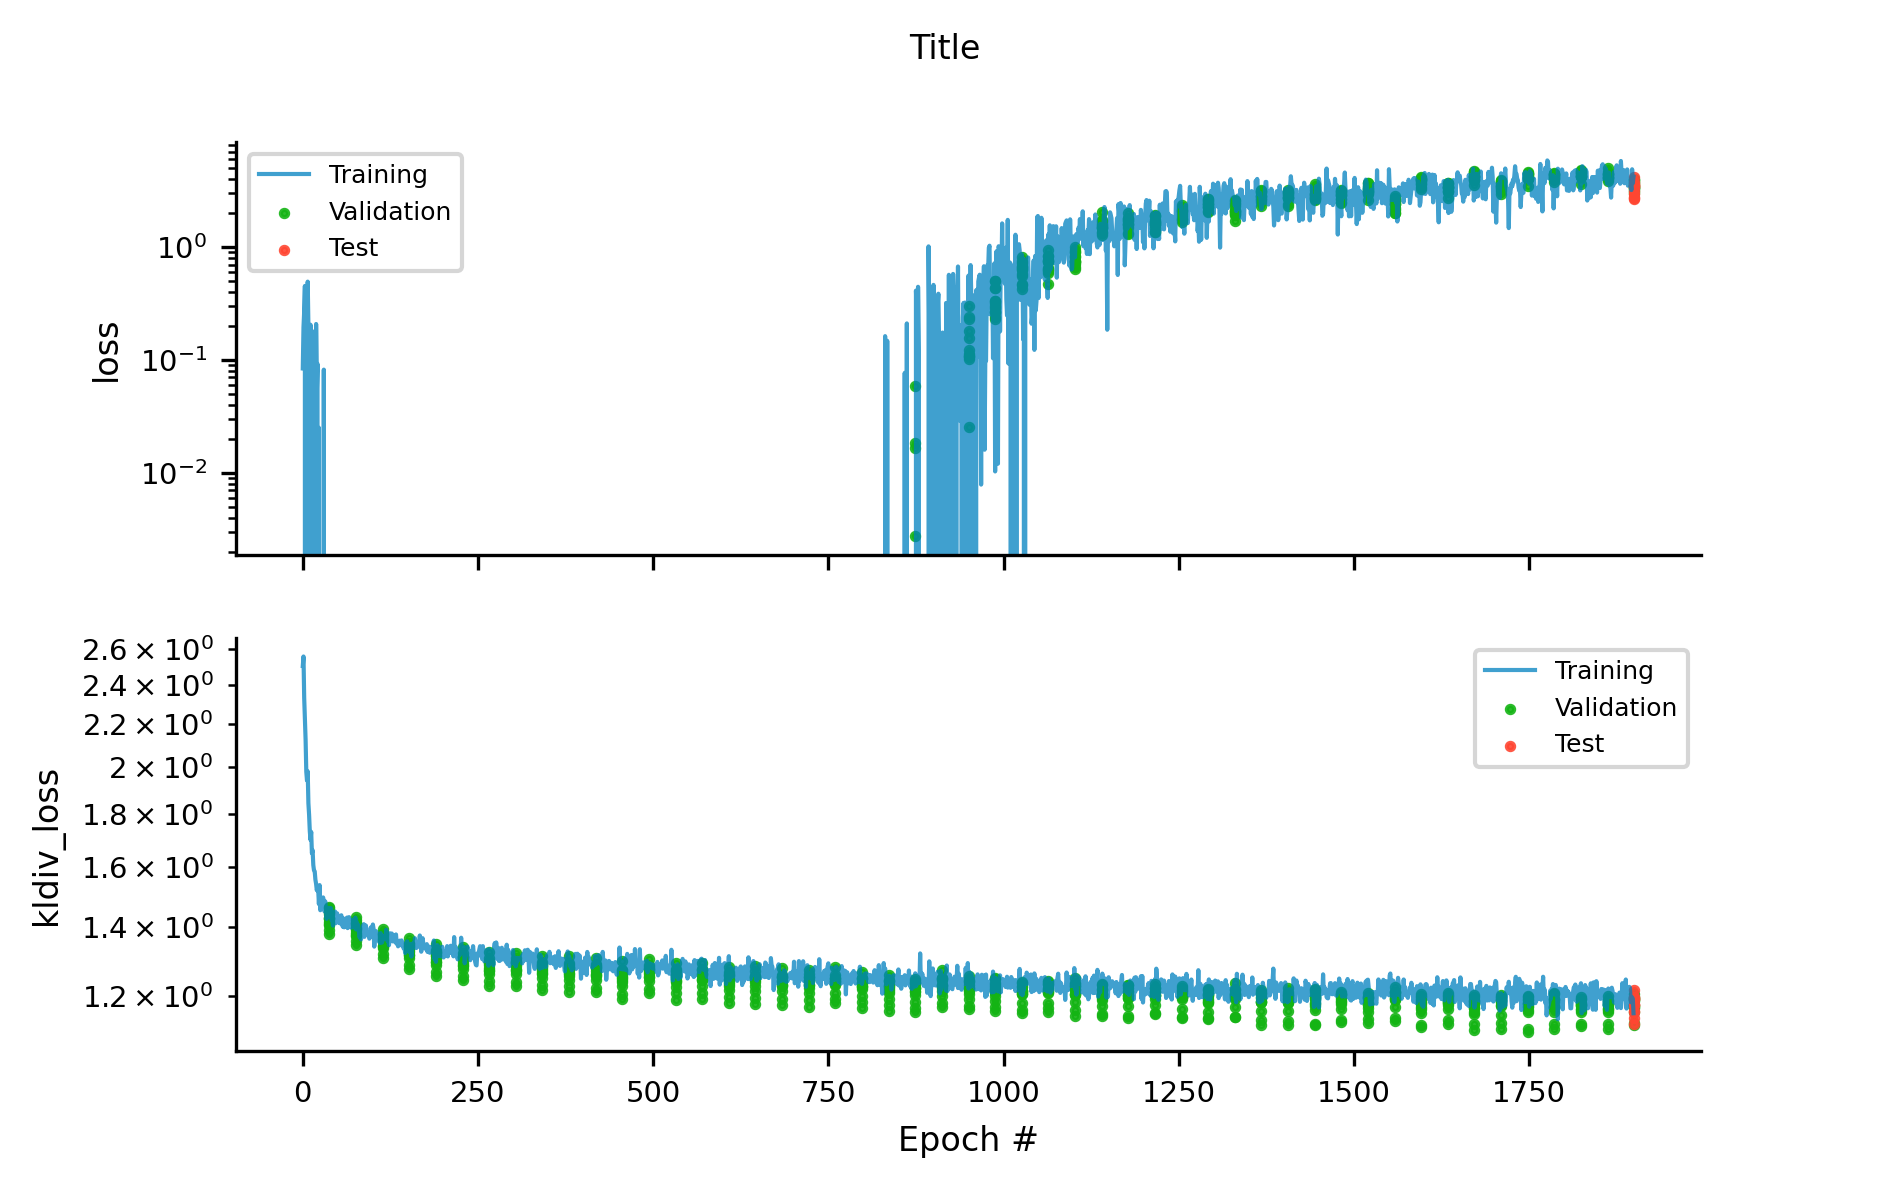 Title
Training
Validation
Test
10⁰
10⁻¹
10⁻²
loss
2.6 × 10⁰
2.4 × 10⁰
2.2 × 10⁰
2 × 10⁰
1.8 × 10⁰
1.6 × 10⁰
1.4 × 10⁰
1.2 × 10⁰
kldiv_loss
Training
Validation
Test
0 250 500 750 1000 1250 1500 1750
Epoch #